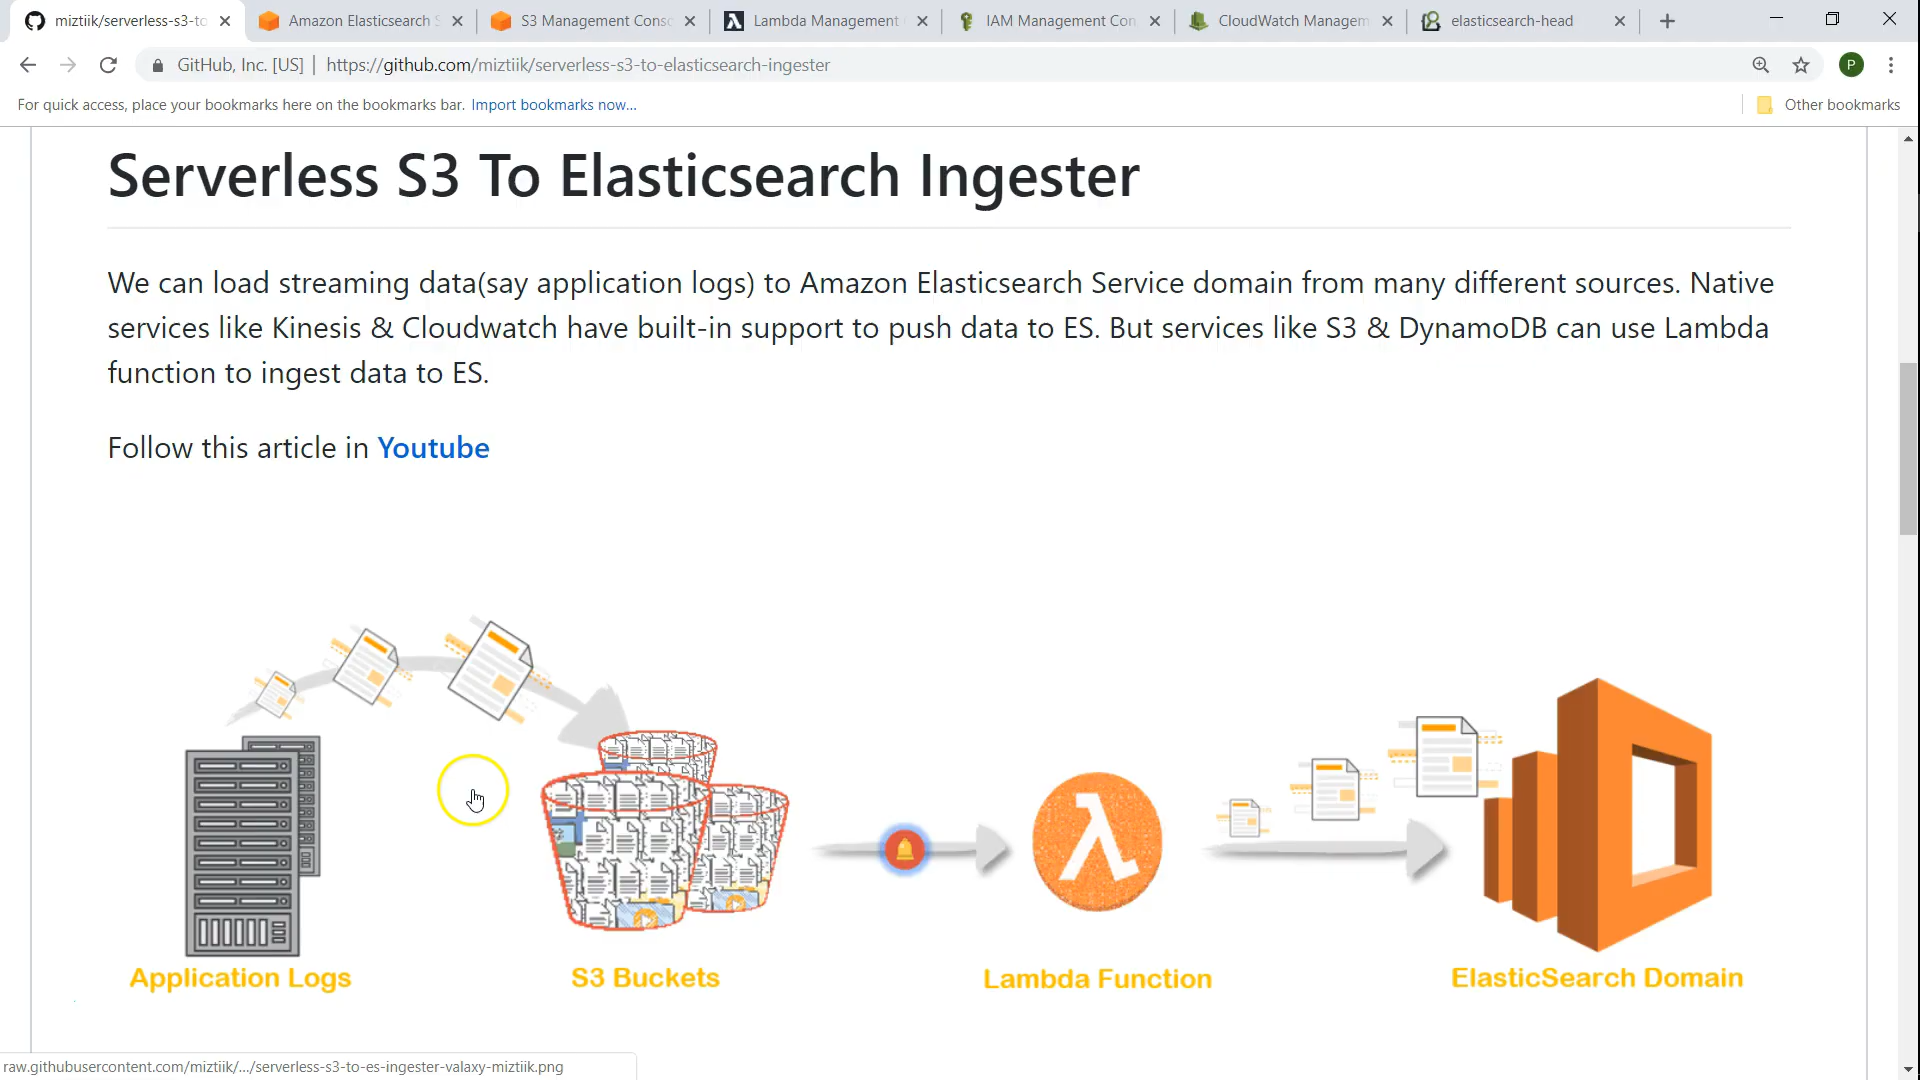 miztiik/serverless-s3-to
Amazon Elasticsearch S
S3 Management Conso
Lambda Management C
IAM Management Con
CloudWatch Managem
elasticsearch-head
GitHub, Inc. [US] | https://github.com/miztiik/serverless-s3-to-elasticsearch-ingester
P
For quick access, place your bookmarks here on the bookmarks bar. Import bookmarks now...
Other bookmarks
Serverless S3 To Elasticsearch Ingester
We can load streaming data(say application logs) to Amazon Elasticsearch Service domain from many different sources. Native
services like Kinesis & Cloudwatch have built-in support to push data to ES. But services like S3 & DynamoDB can use Lambda
function to ingest data to ES.
Follow this article in Youtube
Application Logs
S3 Buckets
Lambda Function
ElasticSearch Domain
raw.githubusercontent.com/miztiik/.../serverless-s3-to-es-ingester-valaxy-miztiik.png